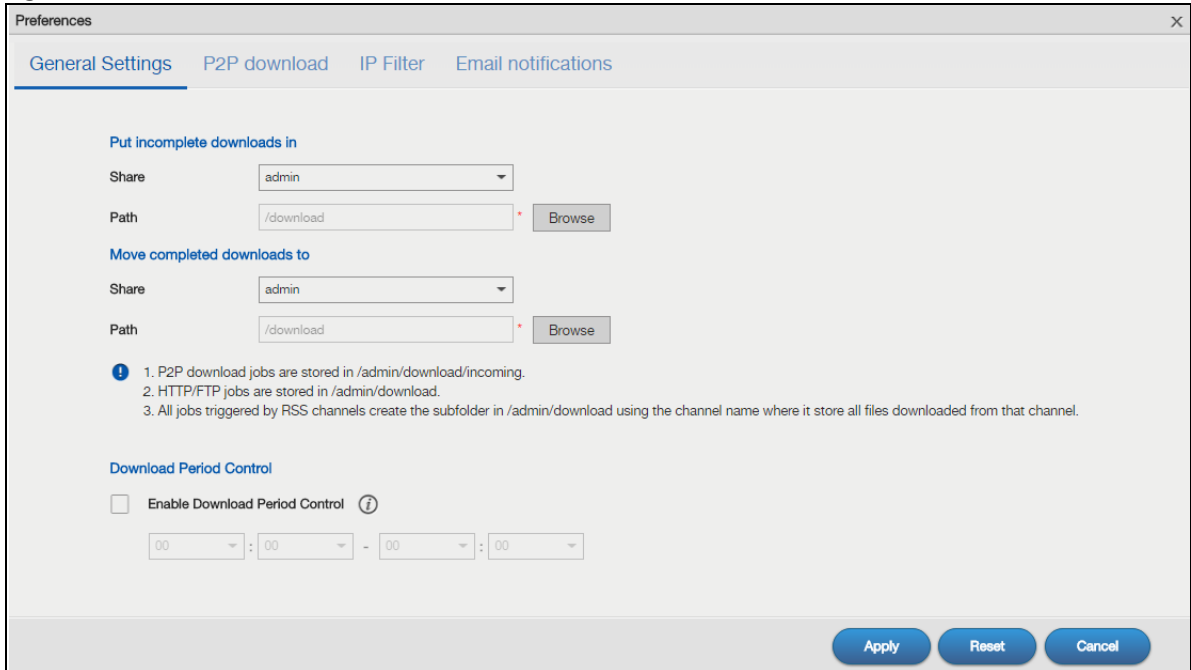 Preferences
General Settings P2P download IP Filter Email notifications
Put incomplete downloads in
Share admin
Path /download * Browse
Move completed downloads to
Share admin
Path /download * Browse
1. P2P download jobs are stored in /admin/download/incoming.
2. HTTP/FTP jobs are stored in /admin/download.
3. All jobs triggered by RSS channels create the subfolder in /admin/download using the channel name where it store all files downloaded from that channel.
Download Period Control
Enable Download Period Control
00 : 00 - 00 : 00
Apply Reset Cancel